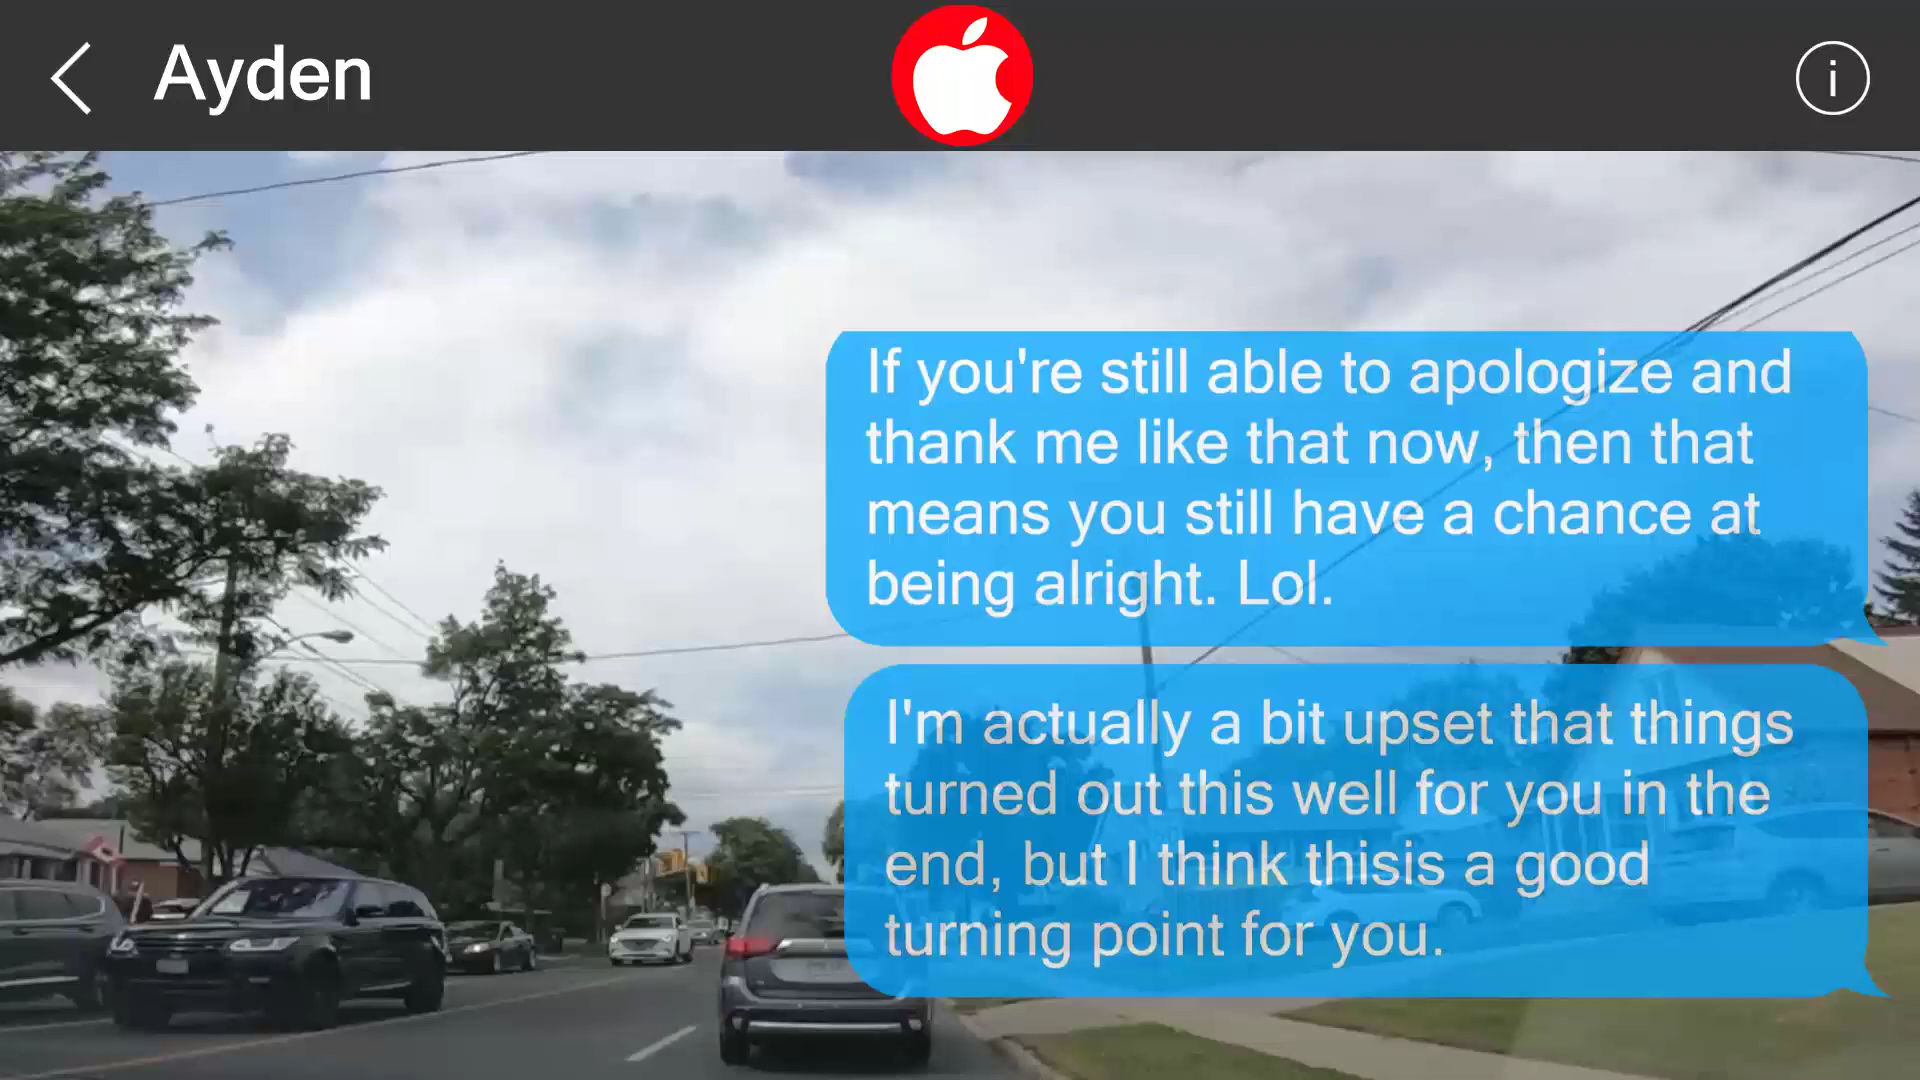 Ayden
If you're still able to apologize and
thank me like that now, then that
means you still have a chance at
being alright. Lol.
I'm actually a bit upset that things
turned out this well for you in the
end, but I think thisis a good
turning point for you.